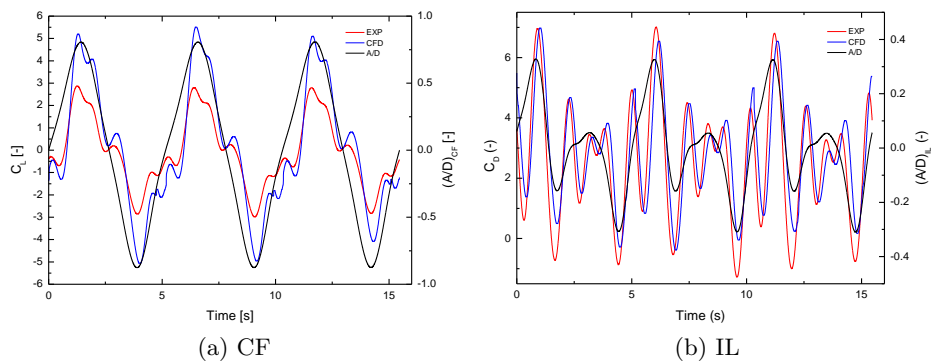 6
5
4
3
2
1
0
-1
-2
-3
-4
-5
-6
C_L [-]
0
5
10
15
Time [s]
1.0
0.5
0.0
-0.5
-1.0
(A/D)_CF [-]
EXP
CFD
A/D
(a) CF
6
4
2
0
C_D (-)
0
5
10
15
Time (s)
0.4
0.2
0.0
-0.2
-0.4
(A/D)_IL (-)
EXP
CFD
A/D
(b) IL